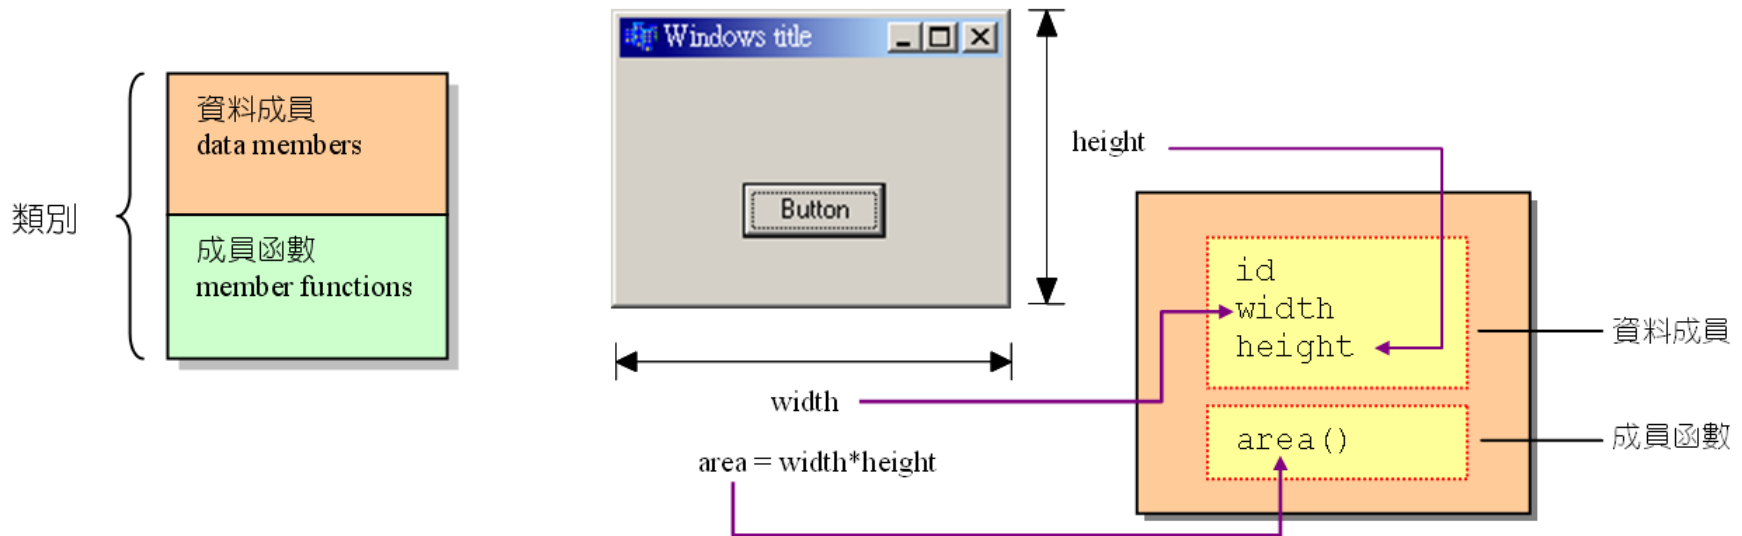 類別
資料成員
data members
成員函數
member functions
Windows title
Button
height
width
area = width*height
id
width
height
area()
資料成員
成員函數